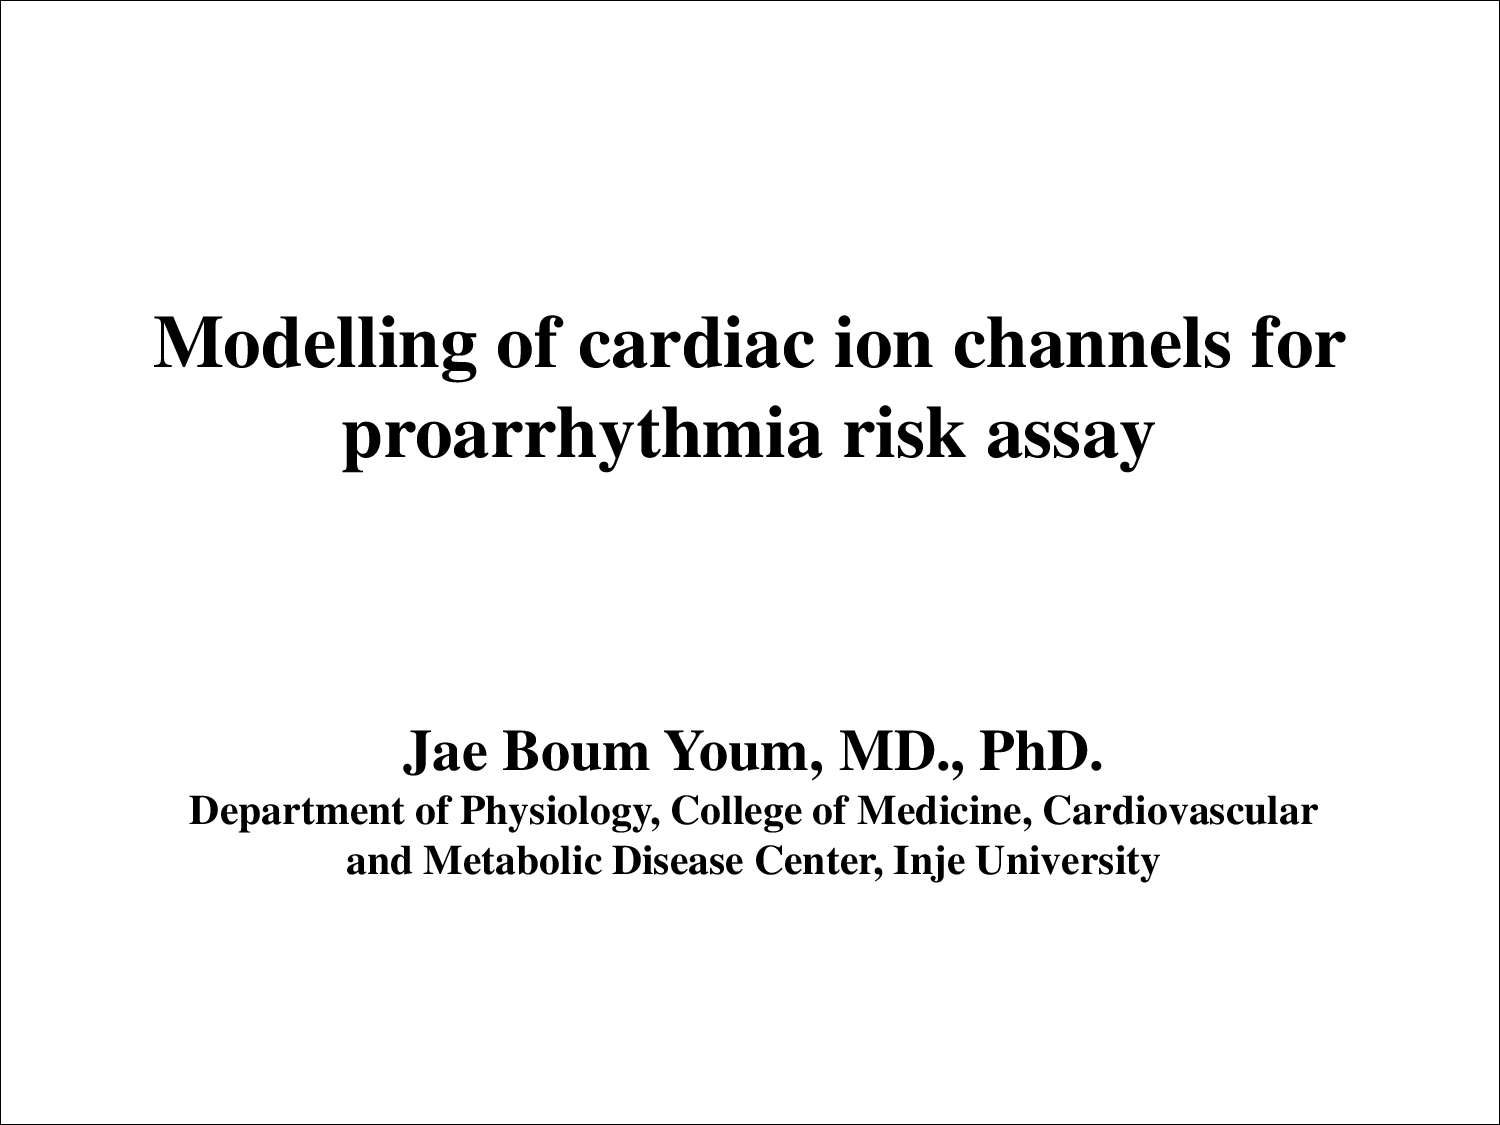 Modelling of cardiac ion channels for
proarrhythmia risk assay
Jae Boum Youm, MD., PhD.
Department of Physiology, College of Medicine, Cardiovascular
and Metabolic Disease Center, Inje University